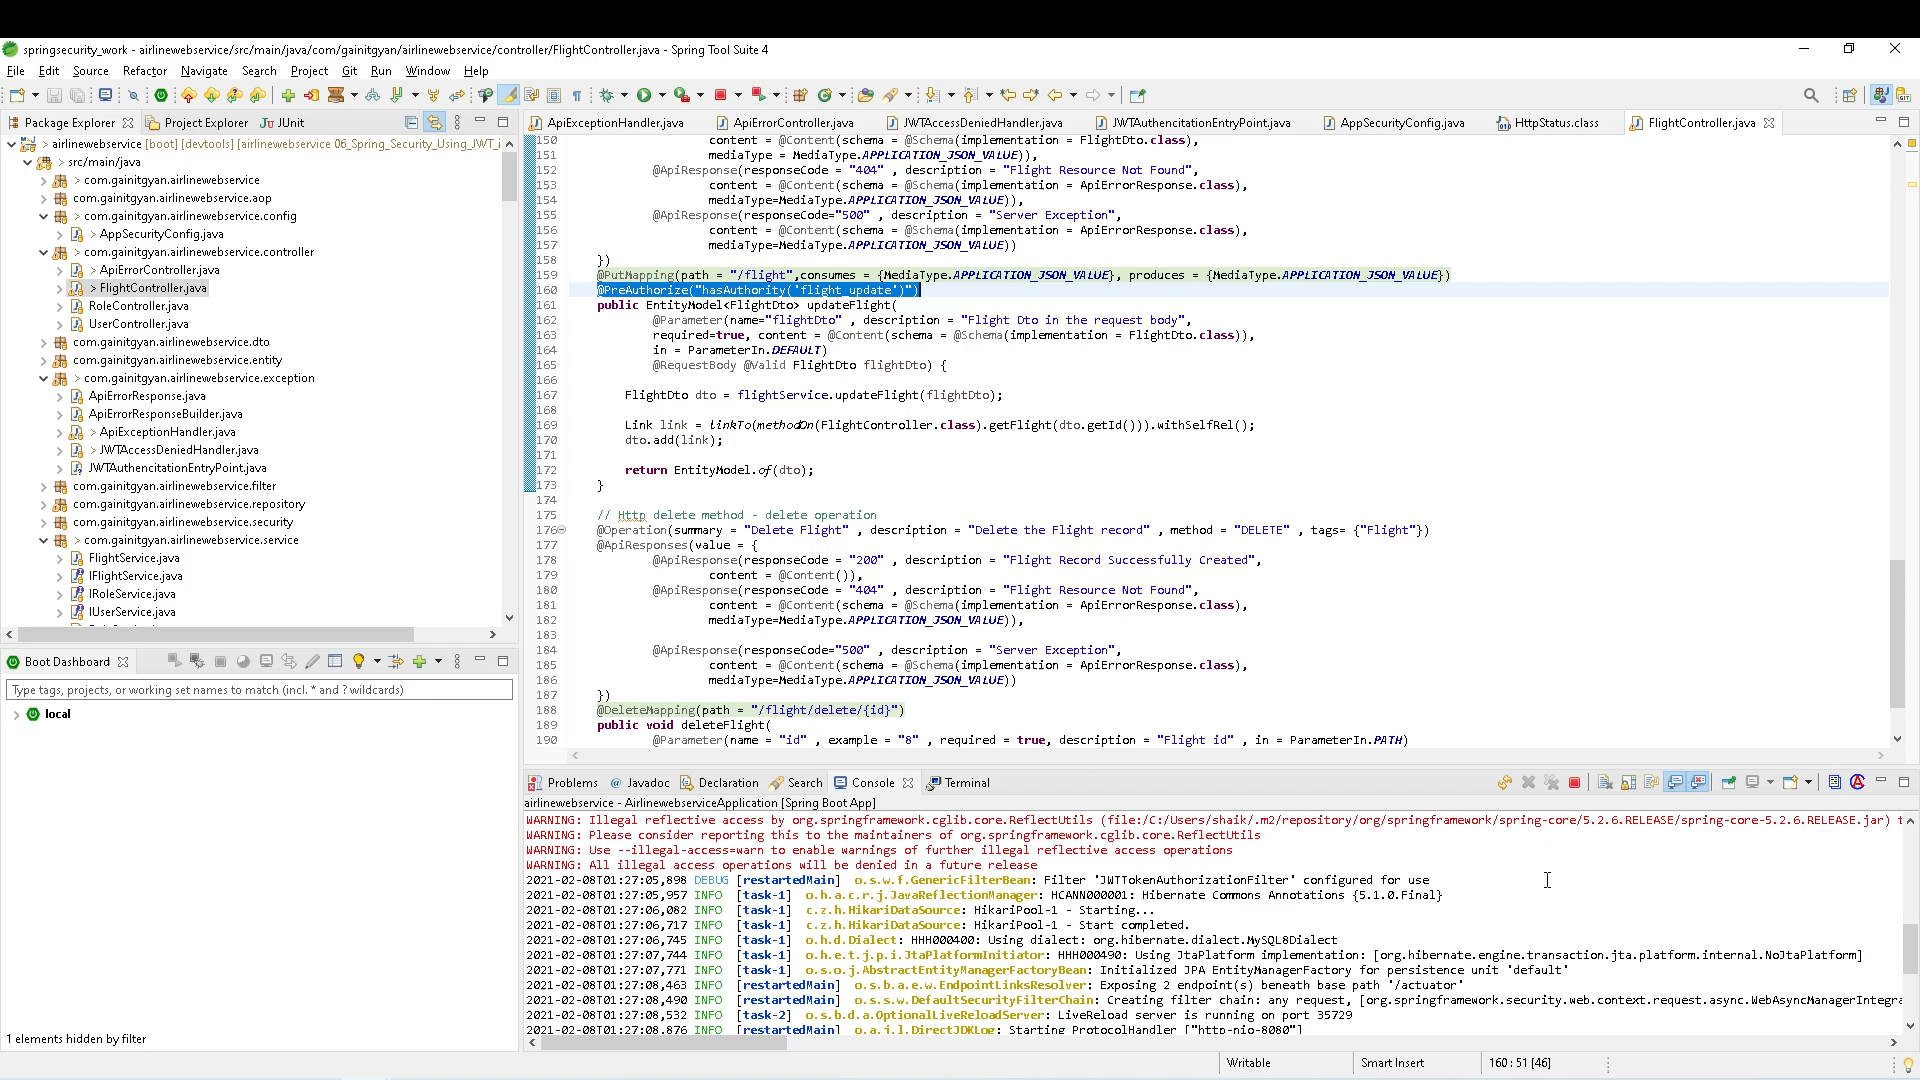 springsecurity_work - airlinewebservice/src/main/java/com/gainitgyan/airlinewebservice/controller/FlightController.java - Spring Tool Suite 4
File Edit Source Refactor Navigate Search Project Git Run Window Help
Package Explorer Project Explorer JUnit
> airlinewebservice [boot] [devtools] [airlinewebservice 06_Spring_Security_Using_JWT_i
> src/main/java
> com.gainitgyan.airlinewebservice
com.gainitgyan.airlinewebservice.aop
> com.gainitgyan.airlinewebservice.config
> AppSecurityConfig.java
> com.gainitgyan.airlinewebservice.controller
> ApiErrorController.java
> FlightController.java
RoleController.java
UserController.java
com.gainitgyan.airlinewebservice.dto
com.gainitgyan.airlinewebservice.entity
> com.gainitgyan.airlinewebservice.exception
ApiErrorResponse.java
ApiErrorResponseBuilder.java
> ApiExceptionHandler.java
> JWTAccessDeniedHandler.java
JWTAuthencitationEntryPoint.java
com.gainitgyan.airlinewebservice.filter
com.gainitgyan.airlinewebservice.repository
com.gainitgyan.airlinewebservice.security
> com.gainitgyan.airlinewebservice.service
FlightService.java
IFlightService.java
IRoleService.java
IUserService.java
Boot Dashboard
Type tags, projects, or working set names to match (incl. * and ? wildcards)
local
1 elements hidden by filter
ApiExceptionHandler.java ApiErrorController.java JWTAccessDeniedHandler.java JWTAuthencitationEntryPoint.java AppSecurityConfig.java HttpStatus.class FlightController.java
150 content = @Content(schema = @Schema(implementation = FlightDto.class),
151 mediaType = MediaType.APPLICATION_JSON_VALUE)),
152 @ApiResponse(responseCode = "404" , description = "Flight Resource Not Found",
153 content = @Content(schema = @Schema(implementation = ApiErrorResponse.class),
154 mediaType=MediaType.APPLICATION_JSON_VALUE)),
155 @ApiResponse(responseCode="500" , description = "Server Exception",
156 content = @Content(schema = @Schema(implementation = ApiErrorResponse.class),
157 mediaType=MediaType.APPLICATION_JSON_VALUE))
158 })
159 @PutMapping(path = "/flight",consumes = {MediaType.APPLICATION_JSON_VALUE}, produces = {MediaType.APPLICATION_JSON_VALUE})
160 @PreAuthorize("hasAuthority('flight_update')")
161 public EntityModel<FlightDto> updateFlight(
162 @Parameter(name="flightDto" , description = "Flight Dto in the request body",
163 required=true, content = @Content(schema = @Schema(implementation = FlightDto.class)),
164 in = ParameterIn.DEFAULT)
165 @RequestBody @Valid FlightDto flightDto) {
166
167 FlightDto dto = flightService.updateFlight(flightDto);
168
169 Link link = linkTo(methodOn(FlightController.class).getFlight(dto.getId())).withSelfRel();
170 dto.add(link);
171
172 return EntityModel.of(dto);
173 }
174
175 // Http delete method - delete operation
176 @Operation(summary = "Delete Flight" , description = "Delete the Flight record" , method = "DELETE" , tags= {"Flight"})
177 @ApiResponses(value = {
178 @ApiResponse(responseCode = "200" , description = "Flight Record Successfully Created",
179 content = @Content()),
180 @ApiResponse(responseCode = "404" , description = "Flight Resource Not Found",
181 content = @Content(schema = @Schema(implementation = ApiErrorResponse.class),
182 mediaType=MediaType.APPLICATION_JSON_VALUE)),
183
184 @ApiResponse(responseCode="500" , description = "Server Exception",
185 content = @Content(schema = @Schema(implementation = ApiErrorResponse.class),
186 mediaType=MediaType.APPLICATION_JSON_VALUE))
187 })
188 @DeleteMapping(path = "/flight/delete/{id}")
189 public void deleteFlight(
190 @Parameter(name = "id" , example = "8" , required = true, description = "Flight id" , in = ParameterIn.PATH)
Problems Javadoc Declaration Search Console Terminal
airlinewebservice - AirlinewebserviceApplication [Spring Boot App]
WARNING: Illegal reflective access by org.springframework.cglib.core.ReflectUtils (file:/C:/Users/shaik/.m2/repository/org/springframework/spring-core/5.2.6.RELEASE/spring-core-5.2.6.RELEASE.jar) t
WARNING: Please consider reporting this to the maintainers of org.springframework.cglib.core.ReflectUtils
WARNING: Use --illegal-access=warn to enable warnings of further illegal reflective access operations
WARNING: All illegal access operations will be denied in a future release
2021-02-08T01:27:05,898 DEBUG [restartedMain] o.s.w.f.GenericFilterBean: Filter 'JWTTokenAuthorizationFilter' configured for use
2021-02-08T01:27:05,957 INFO [task-1] o.h.a.c.r.j.JavaReflectionManager: HCANN000001: Hibernate Commons Annotations {5.1.0.Final}
2021-02-08T01:27:06,082 INFO [task-1] c.z.h.HikariDataSource: HikariPool-1 - Starting...
2021-02-08T01:27:06,717 INFO [task-1] c.z.h.HikariDataSource: HikariPool-1 - Start completed.
2021-02-08T01:27:06,745 INFO [task-1] o.h.d.Dialect: HHH000400: Using dialect: org.hibernate.dialect.MySQL8Dialect
2021-02-08T01:27:07,744 INFO [task-1] o.h.e.t.j.p.i.JtaPlatformInitiator: HHH000490: Using JtaPlatform implementation: [org.hibernate.engine.transaction.jta.platform.internal.NoJtaPlatform]
2021-02-08T01:27:07,771 INFO [task-1] o.s.o.j.AbstractEntityManagerFactoryBean: Initialized JPA EntityManagerFactory for persistence unit 'default'
2021-02-08T01:27:08,463 INFO [restartedMain] o.s.b.a.e.w.EndpointLinksResolver: Exposing 2 endpoint(s) beneath base path '/actuator'
2021-02-08T01:27:08,490 INFO [restartedMain] o.s.s.w.DefaultSecurityFilterChain: Creating filter chain: any request, [org.springframework.security.web.context.request.async.WebAsyncManagerIntegra
2021-02-08T01:27:08,532 INFO [task-2] o.s.b.d.a.OptionalLiveReloadServer: LiveReload server is running on port 35729
2021-02-08T01:27:08,876 INFO [restartedMain] o.a.j.l.DirectJDKLog: Starting ProtocolHandler ["http-nio-8080"]
Writable Smart Insert 160 : 51 [46]